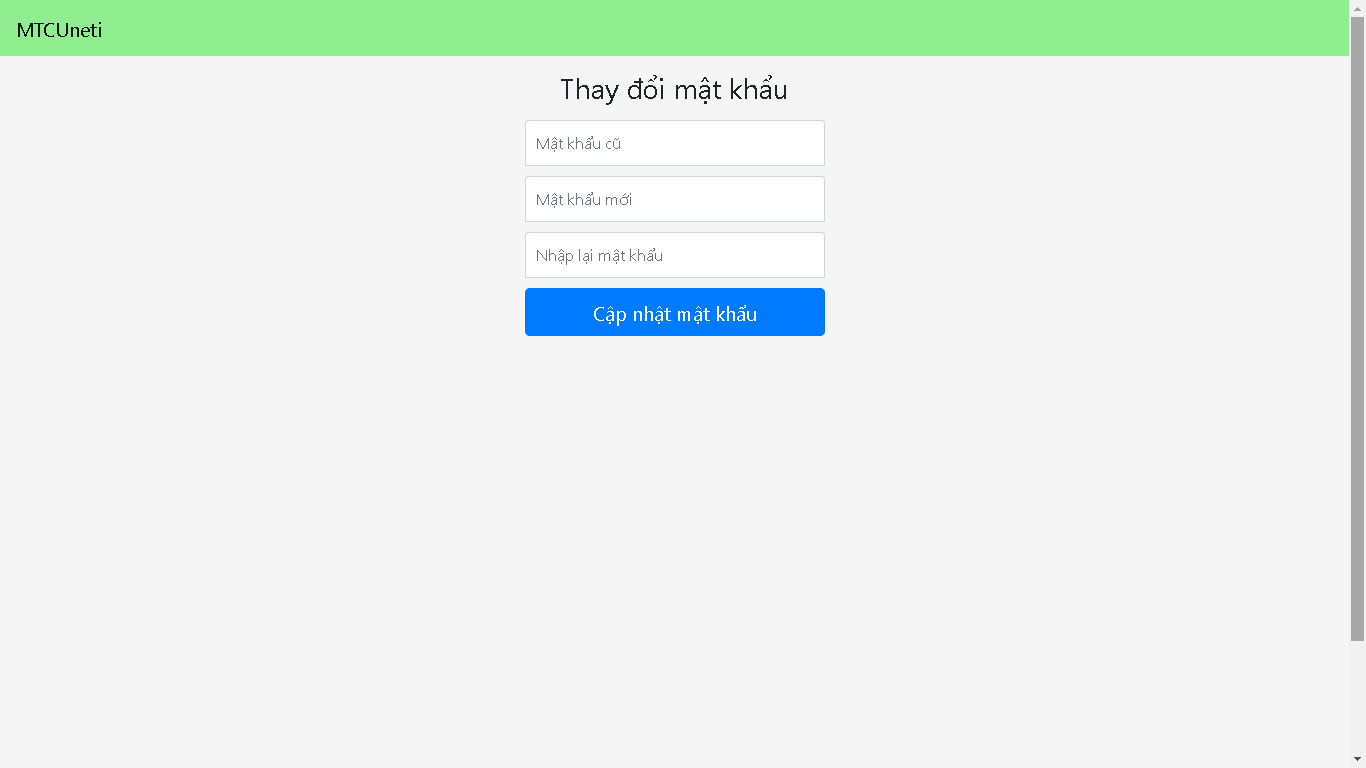 MTCUneti
Thay đổi mật khẩu
Mật khẩu cũ
Mật khẩu mới
Nhập lại mật khẩu
Cập nhật mật khẩu